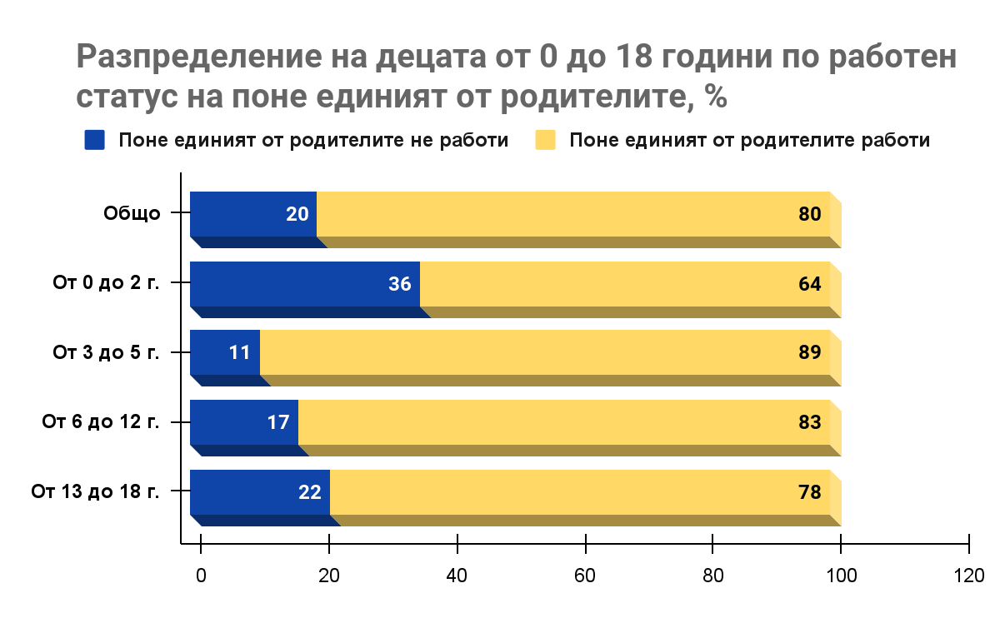 Разпределение на децата от 0 до 18 години по работен
статус на поне единият от родителите, %
Поне единият от родителите не работи Поне единият от родителите работи
Общо 20 80
От 0 до 2 г. 36 64
От 3 до 5 г. 11 89
От 6 до 12 г. 17 83
От 13 до 18 г. 22 78
0 20 40 60 80 100 120